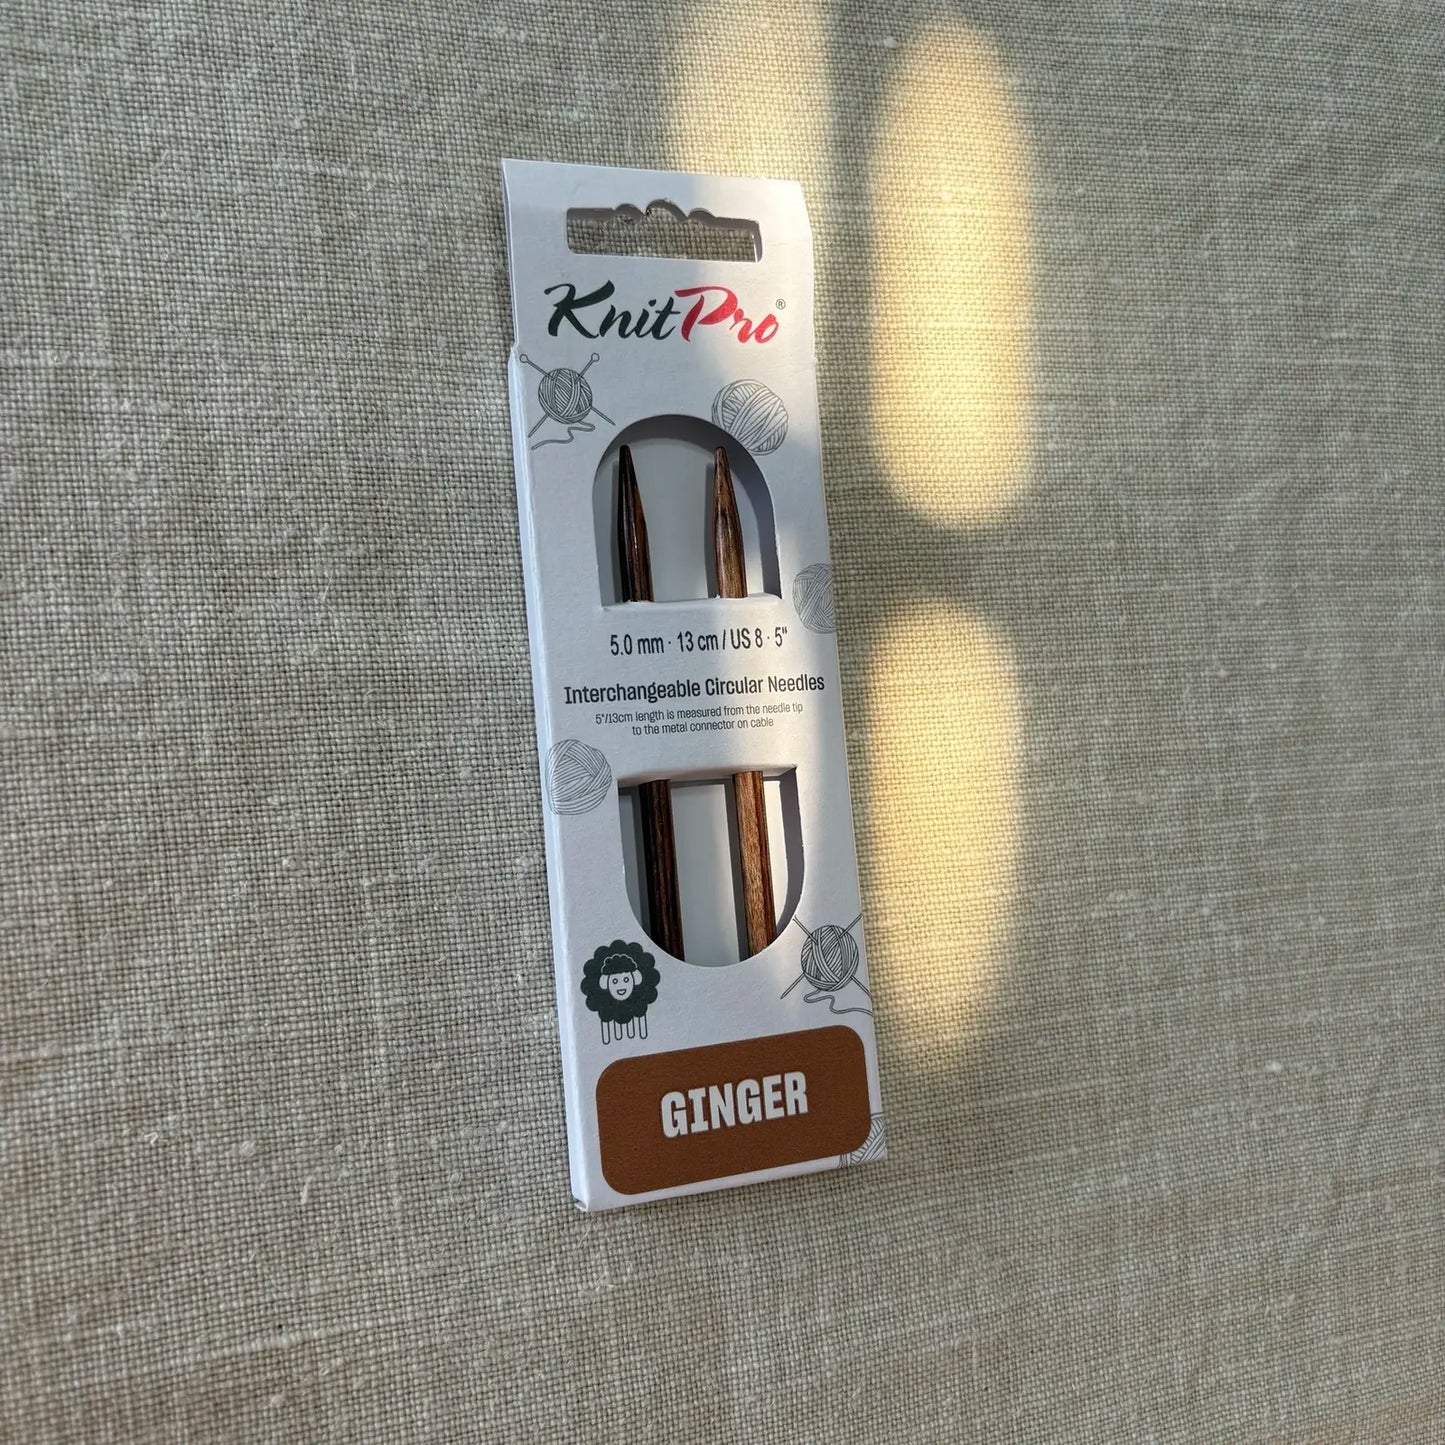 KnitPro®
5.0 mm · 13 cm / US 8 · 5"
Interchangeable Circular Needles
5"/13cm length is measured from the needle tip
to the metal connector on cable
GINGER